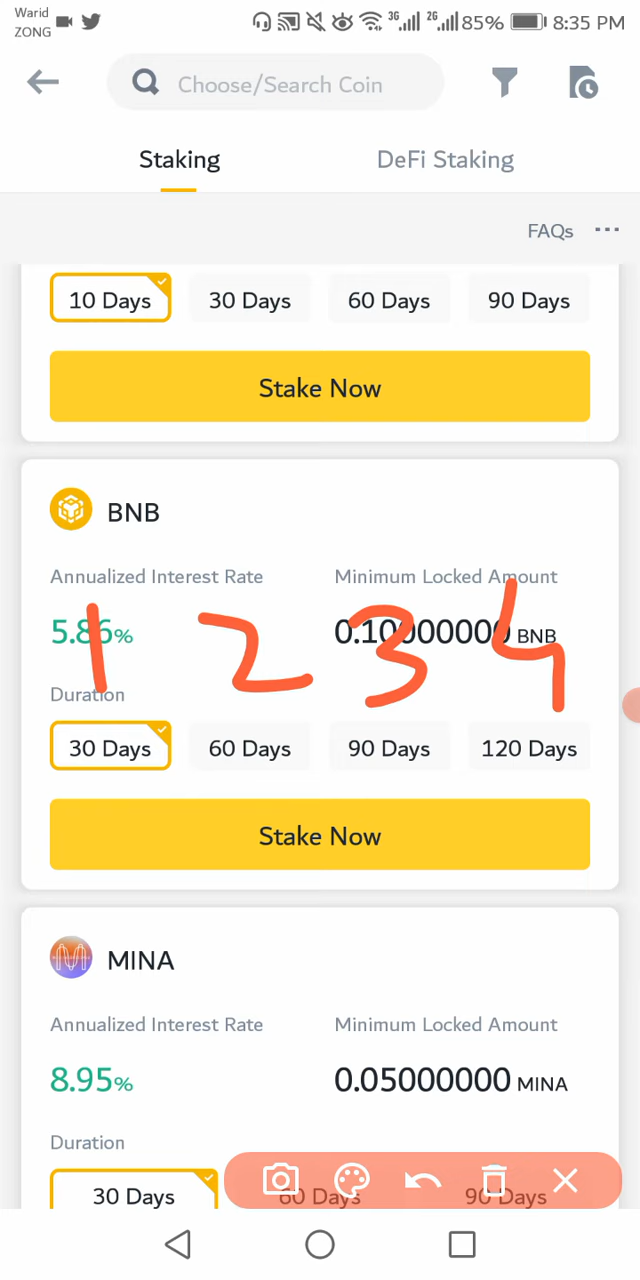 Warid
ZONG
3G 2G 85% 8:35 PM
Choose/Search Coin
Staking DeFi Staking
FAQs ...
10 Days 30 Days 60 Days 90 Days
Stake Now
BNB
Annualized Interest Rate Minimum Locked Amount
5.86% 0.10000000 BNB
1 2 3 4
Duration
30 Days 60 Days 90 Days 120 Days
Stake Now
MINA
Annualized Interest Rate Minimum Locked Amount
8.95% 0.05000000 MINA
Duration
30 Days 60 Days 90 Days